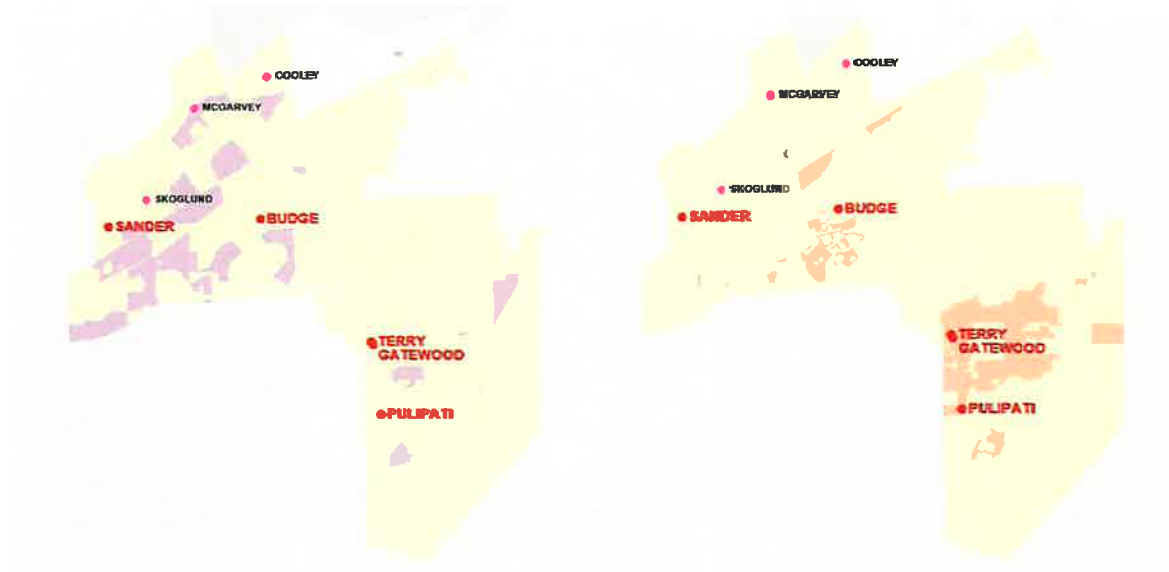 COOLEY
MCGARVEY
SKOGLUND
SANDER
BUDGE
TERRY
GATEWOOD
PULIPATI
COOLEY
MCGARVEY
SKOGLUND
SANDER
BUDGE
TERRY
GATEWOOD
PULIPATI